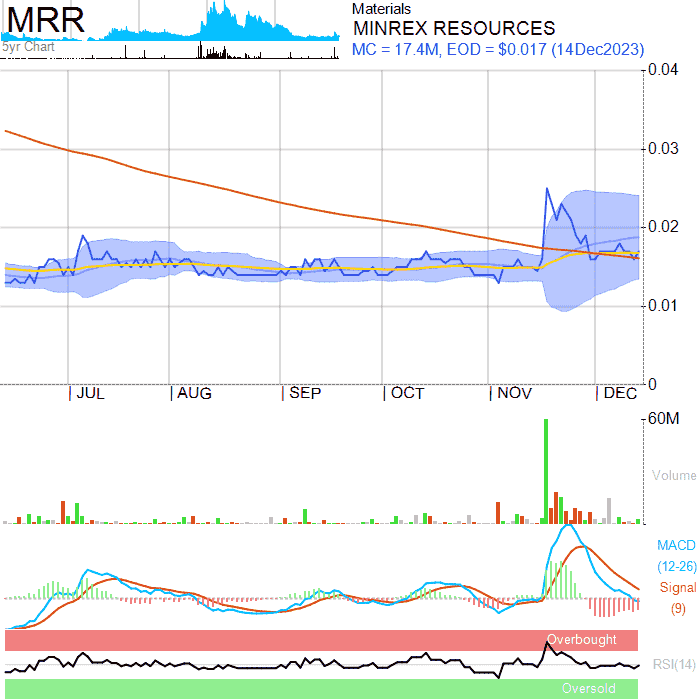 MRR
5yr Chart
Materials
MINREX RESOURCES
MC = 17.4M, EOD = $0.017 (14Dec2023)
0.04
0.03
0.02
0.01
0
JUL AUG SEP OCT NOV DEC
60M
Volume
MACD
(12-26)
Signal
(9)
Overbought
RSI(14)
Oversold